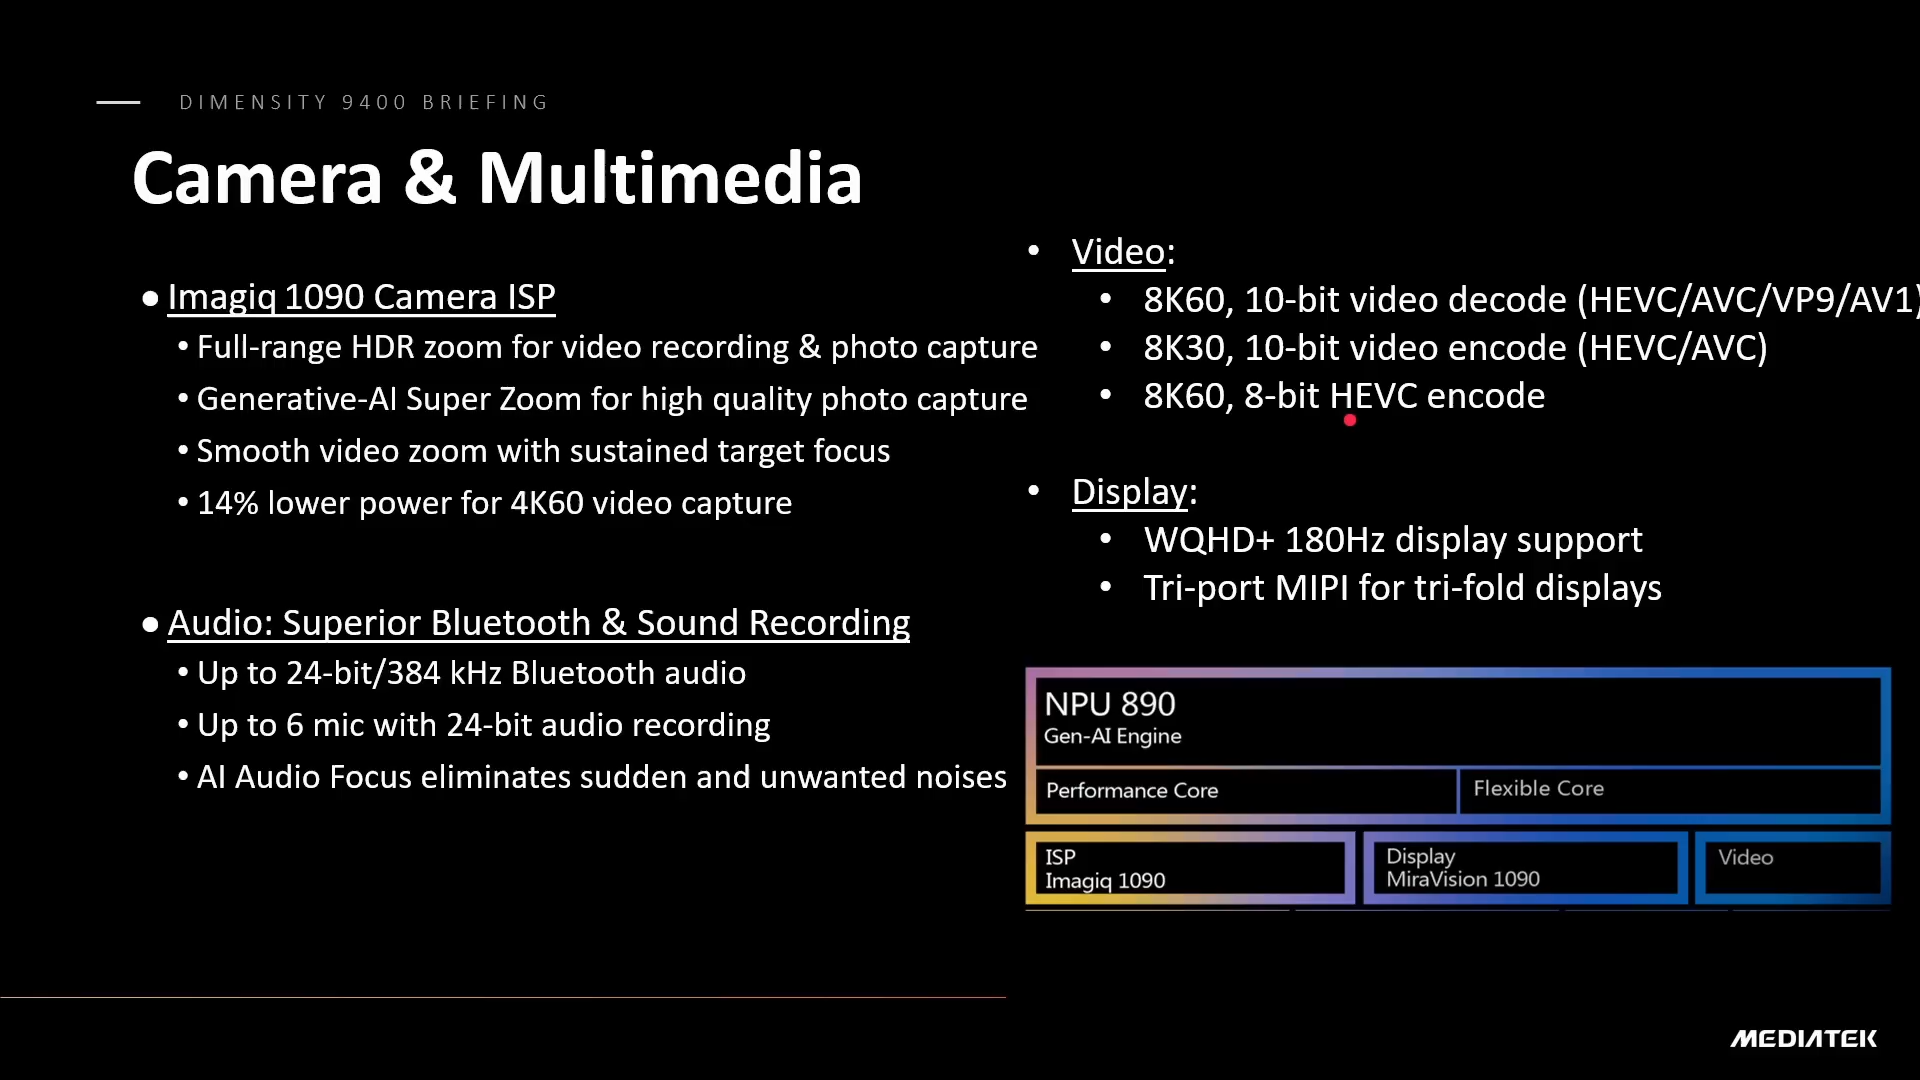 DIMENSITY 9400 BRIEFING
Camera & Multimedia
● Imagiq 1090 Camera ISP
• Full-range HDR zoom for video recording & photo capture
• Generative-AI Super Zoom for high quality photo capture
• Smooth video zoom with sustained target focus
• 14% lower power for 4K60 video capture
● Audio: Superior Bluetooth & Sound Recording
• Up to 24-bit/384 kHz Bluetooth audio
• Up to 6 mic with 24-bit audio recording
• AI Audio Focus eliminates sudden and unwanted noises
• Video:
• 8K60, 10-bit video decode (HEVC/AVC/VP9/AV1)
• 8K30, 10-bit video encode (HEVC/AVC)
• 8K60, 8-bit HEVC encode
• Display:
• WQHD+ 180Hz display support
• Tri-port MIPI for tri-fold displays
NPU 890
Gen-AI Engine
Performance Core
Flexible Core
ISP
Imagiq 1090
Display
MiraVision 1090
Video
MEDIATEK